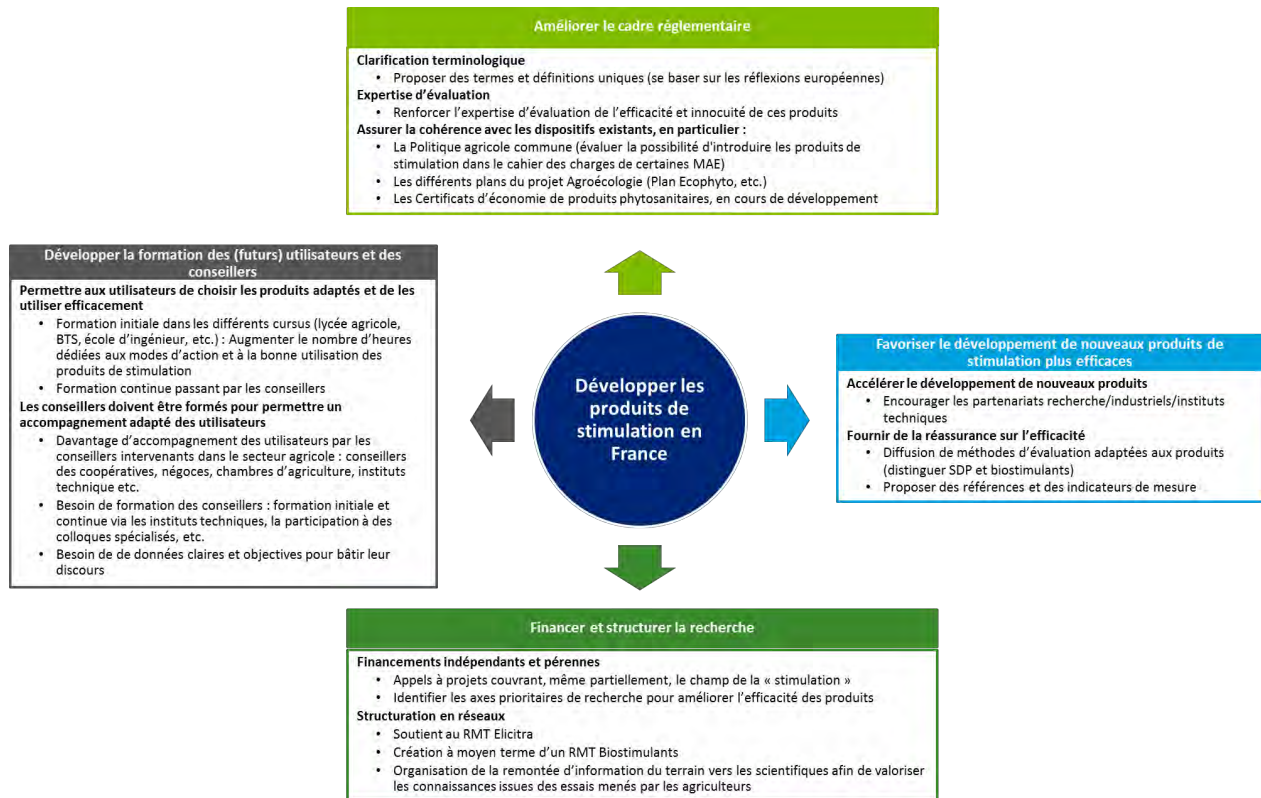 Améliorer le cadre réglementaire
Clarification terminologique
• Proposer des termes et définitions uniques (se baser sur les réflexions européennes)
Expertise d'évaluation
• Renforcer l'expertise d'évaluation de l'efficacité et innocuité de ces produits
Assurer la cohérence avec les dispositifs existants, en particulier :
• La Politique agricole commune (évaluer la possibilité d'introduire les produits de
stimulation dans le cahier des charges de certaines MAE)
• Les différents plans du projet Agroécologie (Plan Ecophyto, etc.)
• Les Certificats d'économie de produits phytosanitaires, en cours de développement
Développer la formation des (futurs) utilisateurs et des
conseillers
Permettre aux utilisateurs de choisir les produits adaptés et de les
utiliser efficacement
• Formation initiale dans les différents cursus (lycée agricole,
BTS, école d'ingénieur, etc.) : Augmenter le nombre d'heures
dédiées aux modes d'action et à la bonne utilisation des
produits de stimulation
• Formation continue passant par les conseillers
Les conseillers doivent être formés pour permettre un
accompagnement adapté des utilisateurs
• Davantage d'accompagnement des utilisateurs par les
conseillers intervenants dans le secteur agricole : conseillers
des coopératives, négoces, chambres d'agriculture, instituts
technique etc.
• Besoin de formation des conseillers : formation initiale et
continue via les instituts techniques, la participation à des
colloques spécialisés, etc.
• Besoin de de données claires et objectives pour bâtir leur
discours
Développer les
produits de
stimulation en
France
Favoriser le développement de nouveaux produits de
stimulation plus efficaces
Accélérer le développement de nouveaux produits
• Encourager les partenariats recherche/industriels/instituts
techniques
Fournir de la réassurance sur l'efficacité
• Diffusion de méthodes d'évaluation adaptées aux produits
(distinguer SDP et biostimulants)
• Proposer des références et des indicateurs de mesure
Financer et structurer la recherche
Financements indépendants et pérennes
• Appels à projets couvrant, même partiellement, le champ de la « stimulation »
• Identifier les axes prioritaires de recherche pour améliorer l'efficacité des produits
Structuration en réseaux
• Soutient au RMT Elicitra
• Création à moyen terme d'un RMT Biostimulants
• Organisation de la remontée d'information du terrain vers les scientifiques afin de valoriser
les connaissances issues des essais menés par les agriculteurs